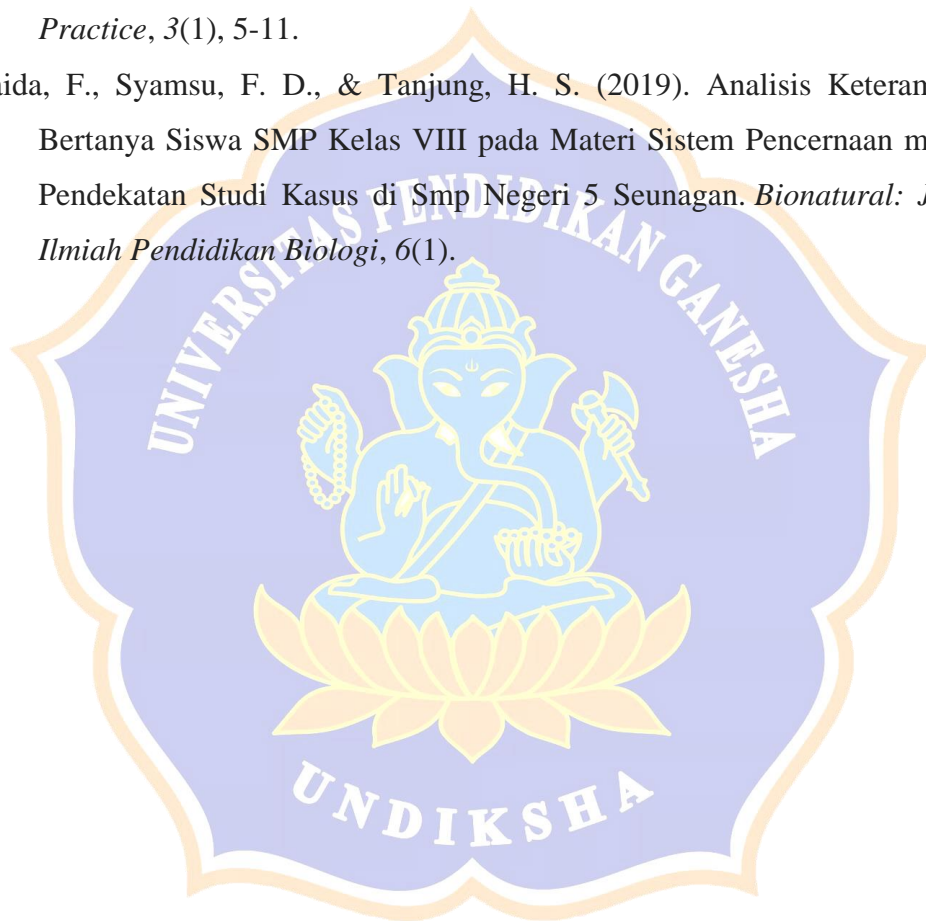 Practice, 3(1), 5-11.
aida, F., Syamsu, F. D., & Tanjung, H. S. (2019). Analisis Keteram
Bertanya Siswa SMP Kelas VIII pada Materi Sistem Pencernaan m
Pendekatan Studi Kasus di Smp Negeri 5 Seunagan. Bionatural: J
Ilmiah Pendidikan Biologi, 6(1).
UNIVERSITAS PENDIDIKAN GANESHA
UNDIKSHA